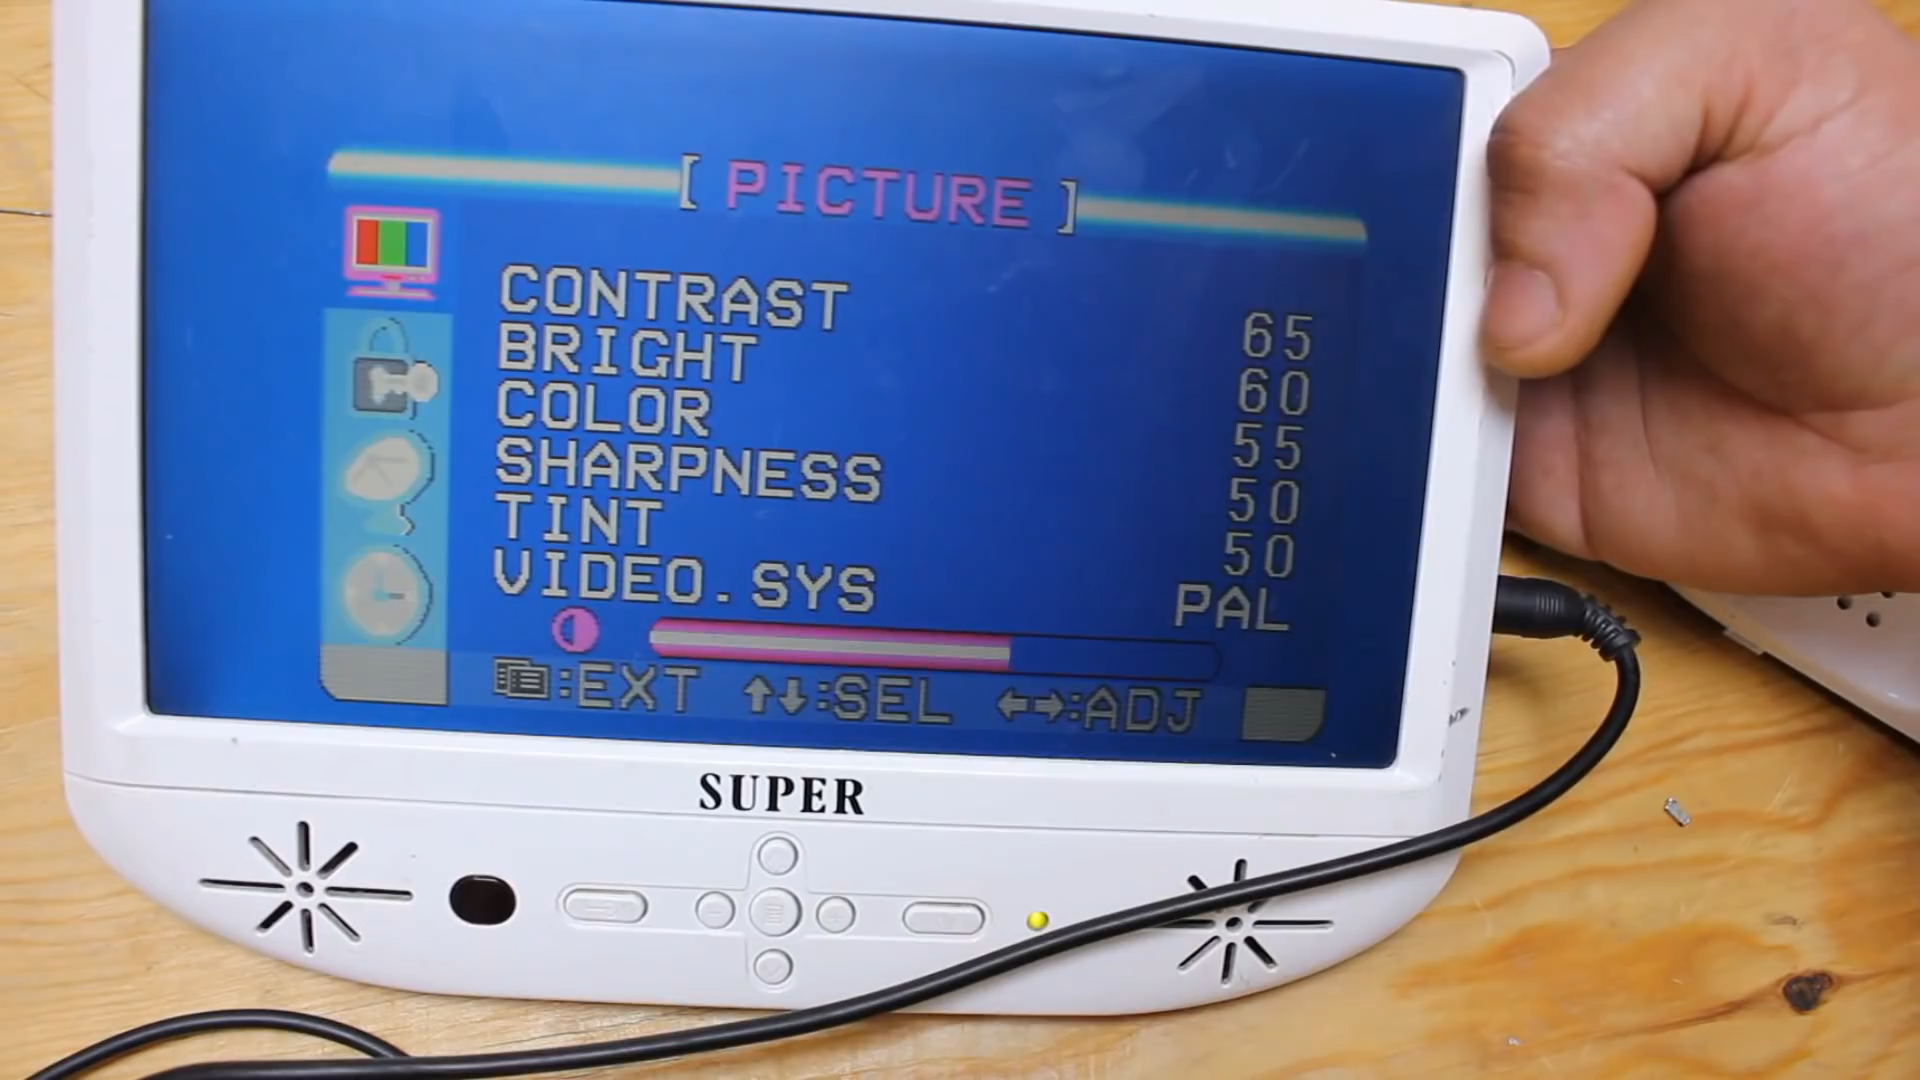 [ PICTURE ]
CONTRAST 65
BRIGHT 60
COLOR 55
SHARPNESS 50
TINT 50
VIDEO.SYS PAL
:EXT ↑↓:SEL ←→:ADJ
SUPER